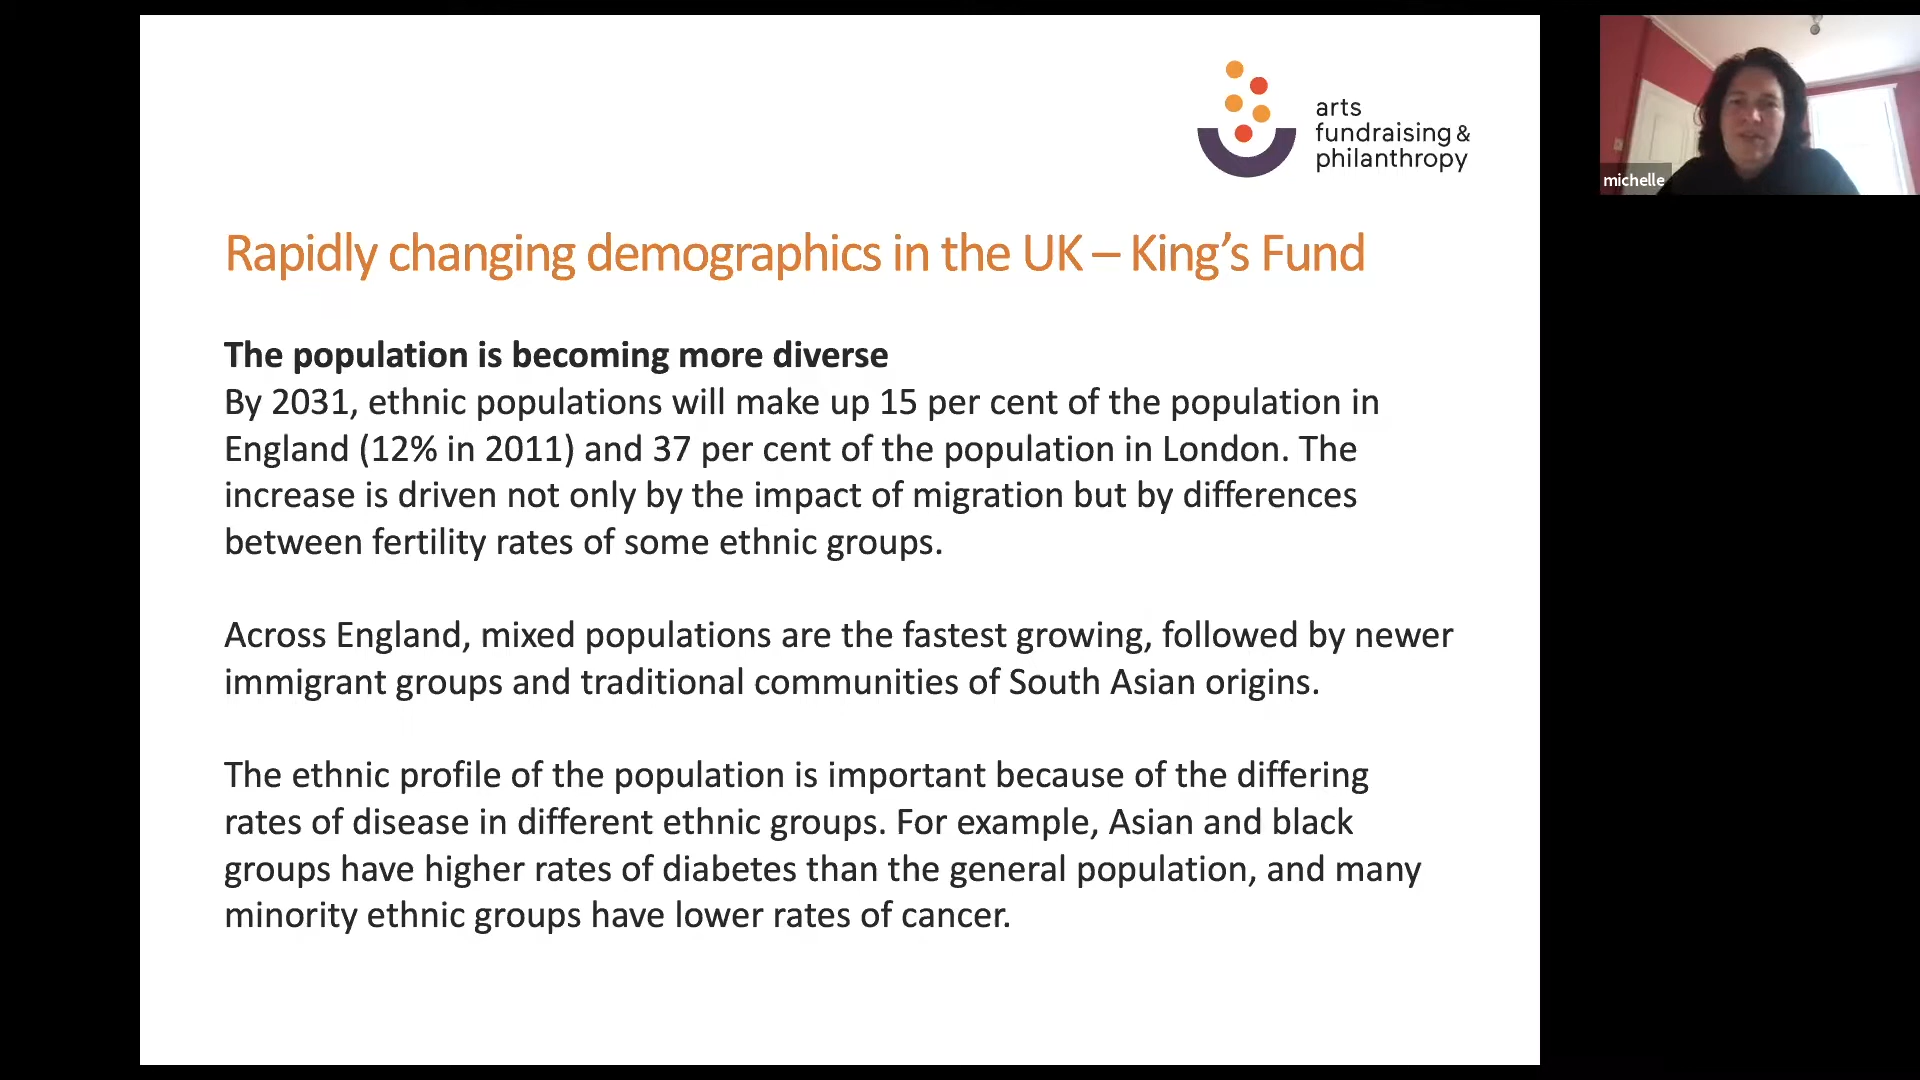 arts
fundraising &
philanthropy
michelle
Rapidly changing demographics in the UK – King’s Fund
The population is becoming more diverse
By 2031, ethnic populations will make up 15 per cent of the population in
England (12% in 2011) and 37 per cent of the population in London. The
increase is driven not only by the impact of migration but by differences
between fertility rates of some ethnic groups.
Across England, mixed populations are the fastest growing, followed by newer
immigrant groups and traditional communities of South Asian origins.
The ethnic profile of the population is important because of the differing
rates of disease in different ethnic groups. For example, Asian and black
groups have higher rates of diabetes than the general population, and many
minority ethnic groups have lower rates of cancer.